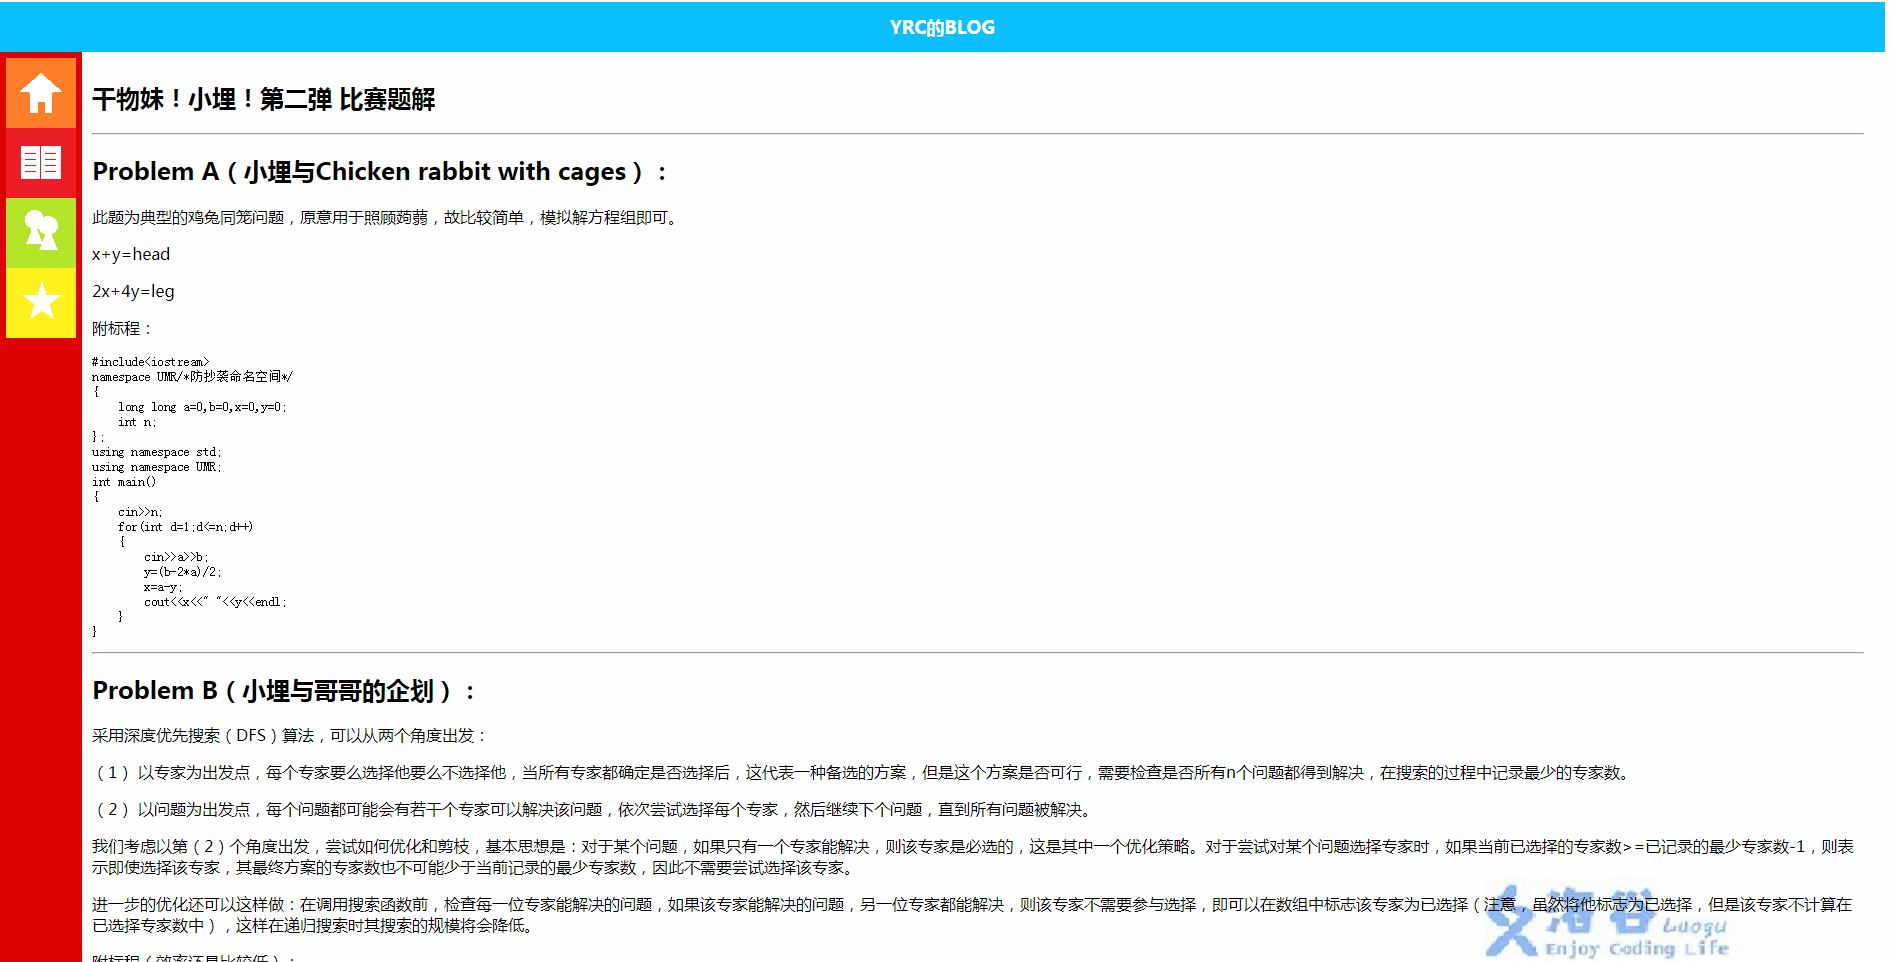 YRC的BLOG
干物妹！小埋！第二弹 比赛题解
Problem A（小埋与Chicken rabbit with cages）：
此题为典型的鸡兔同笼问题，原意用于照顾蒟蒻，故比较简单，模拟解方程组即可。
x+y=head
2x+4y=leg
附标程：
#include<iostream>
namespace UMR/*防抄袭命名空间*/
{
    long long a=0,b=0,x=0,y=0;
    int n;
};
using namespace std;
using namespace UMR;
int main()
{
    cin>>n;
    for(int d=1;d<=n;d++)
    {
        cin>>a>>b;
        y=(b-2*a)/2;
        x=a-y;
        cout<<x<<" "<<y<<endl;
    }
}
Problem B（小埋与哥哥的企划）：
采用深度优先搜索（DFS）算法，可以从两个角度出发：
（1） 以专家为出发点，每个专家要么选择他要么不选择他，当所有专家都确定是否选择后，这代表一种备选的方案，但是这个方案是否可行，需要检查是否所有n个问题都得到解决，在搜索的过程中记录最少的专家数。
（2） 以问题为出发点，每个问题都可能会有若干个专家可以解决该问题，依次尝试选择每个专家，然后继续下个问题，直到所有问题被解决。
我们考虑以第（2）个角度出发，尝试如何优化和剪枝，基本思想是：对于某个问题，如果只有一个专家能解决，则该专家是必选的，这是其中一个优化策略。对于尝试对某个问题选择专家时，如果当前已选择的专家数>=已记录的最少专家数-1，则表
示即使选择该专家，其最终方案的专家数也不可能少于当前记录的最少专家数，因此不需要尝试选择该专家。
进一步的优化还可以这样做：在调用搜索函数前，检查每一位专家能解决的问题，如果该专家能解决的问题，另一位专家都能解决，则该专家不需要参与选择，即可以在数组中标志该专家为已选择（注意，虽然将他标志为已选择，但是该专家不计算在
已选择专家数中），这样在递归搜索时其搜索的规模将会降低。
附标程（效率还是比较低）：
洛谷 Luogu
Enjoy Coding Life